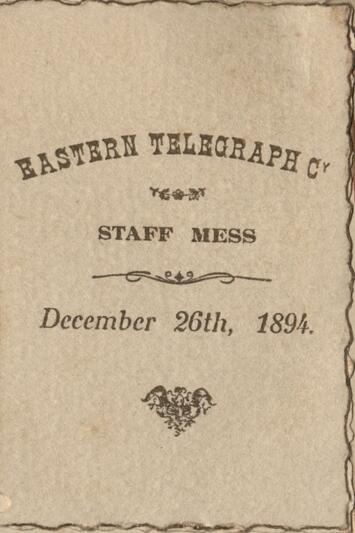 EASTERN TELEGRAPH Cy
STAFF MESS
December 26th, 1894.